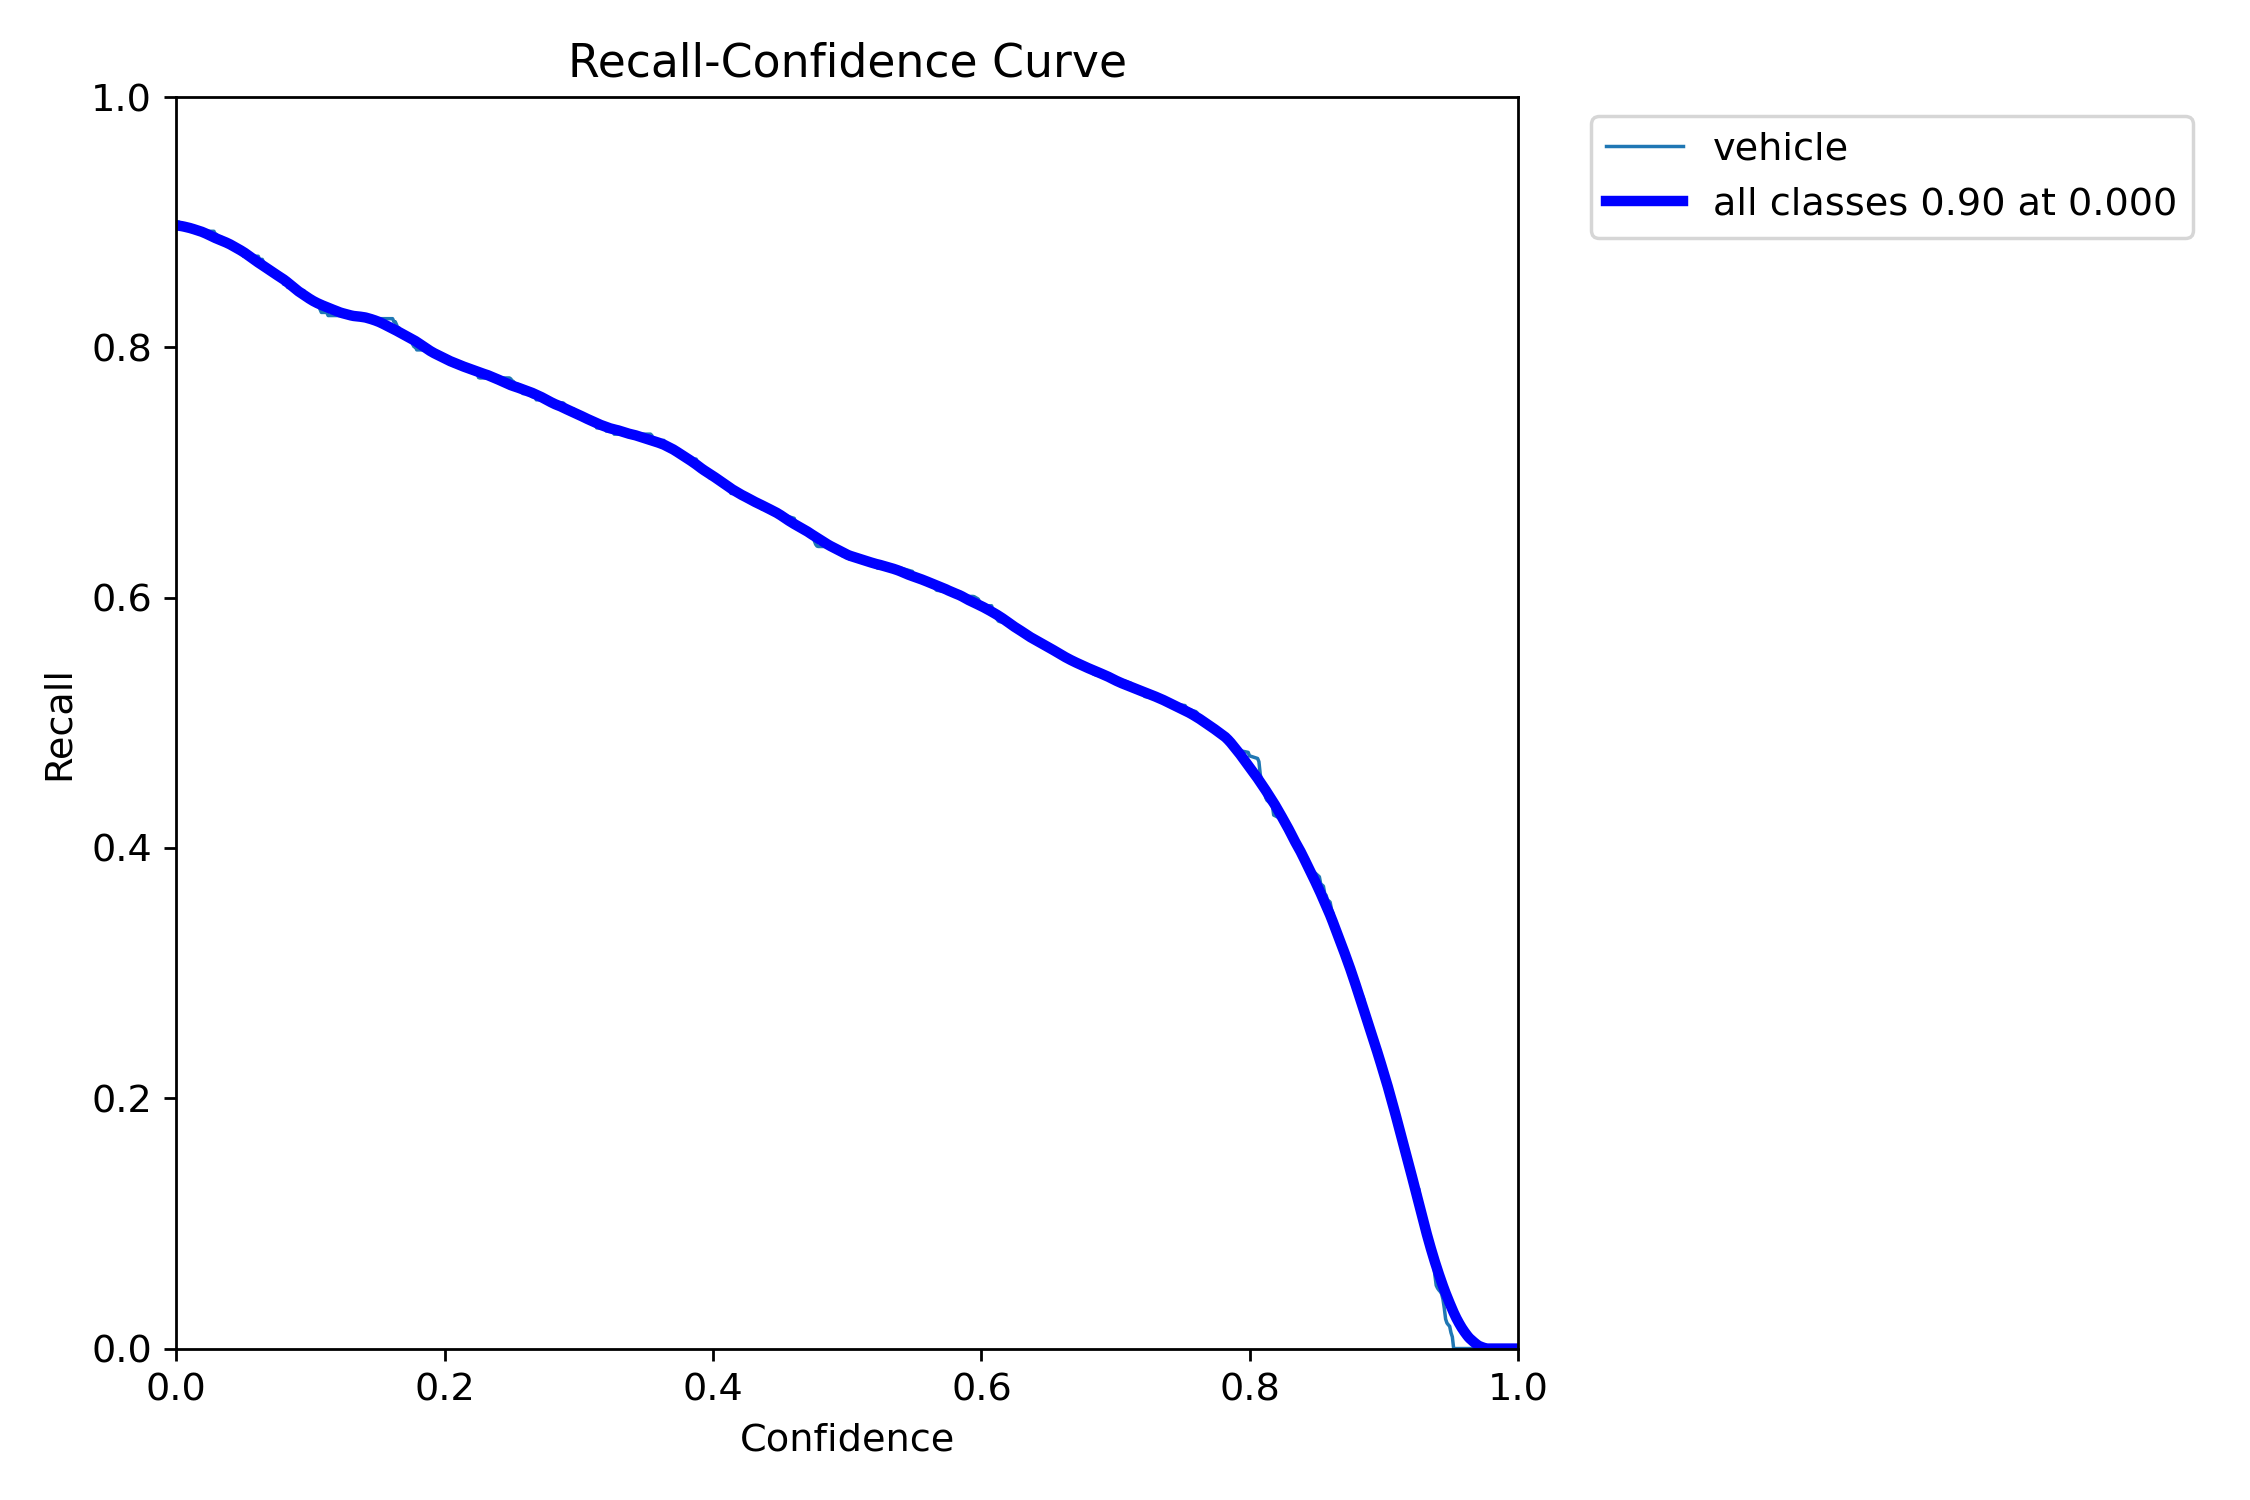 Recall-Confidence Curve
1.0
0.8
0.6
0.4
0.2
0.0
Recall
0.0 0.2 0.4 0.6 0.8 1.0
Confidence
vehicle
all classes 0.90 at 0.000